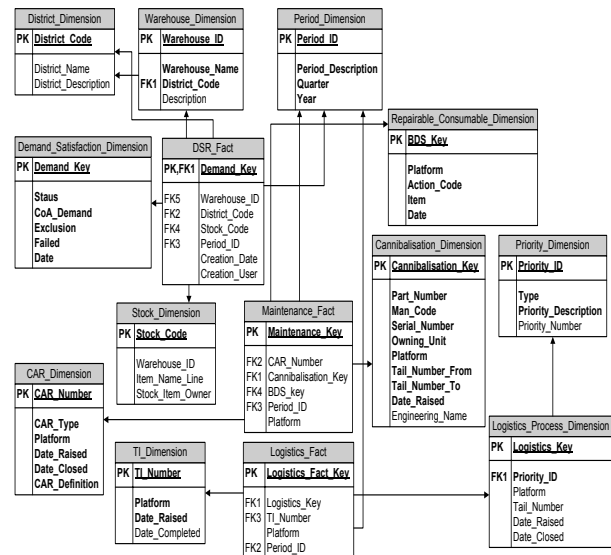 District_Dimension
PK District_Code
District_Name
District_Description
Warehouse_Dimension
PK Warehouse_ID
Warehouse_Name
FK1 District_Code
Description
Period_Dimension
PK Period_ID
Period_Description
Quarter
Year
Repairable_Consumable_Dimension
PK BDS_Key
Platform
Action_Code
Item
Date
Demand_Satisfaction_Dimension
PK Demand_Key
Staus
CoA_Demand
Exclusion
Failed
Date
DSR_Fact
PK,FK1 Demand_Key
FK5 Warehouse_ID
FK2 District_Code
FK4 Stock_Code
FK3 Period_ID
Creation_Date
Creation_User
Cannibalisation_Dimension
PK Cannibalisation_Key
Part_Number
Man_Code
Serial_Number
Owning_Unit
Platform
Tail_Number_From
Tail_Number_To
Date_Raised
Engineering_Name
Priority_Dimension
PK Priority_ID
Type
Priority_Description
Priority_Number
Stock_Dimension
PK Stock_Code
Warehouse_ID
Item_Name_Line
Stock_Item_Owner
Maintenance_Fact
PK Maintenance_Key
FK2 CAR_Number
FK1 Cannibalisation_Key
FK4 BDS_key
FK3 Period_ID
Platform
CAR_Dimension
PK CAR_Number
CAR_Type
Platform
Date_Raised
Date_Closed
CAR_Definition
TI_Dimension
PK TI_Number
Platform
Date_Raised
Date_Completed
Logistics_Fact
PK Logistics_Fact_Key
FK1 Logistics_Key
FK3 TI_Number
Platform
FK2 Period_ID
Logistics_Process_Dimension
PK Logistics_Key
FK1 Priority_ID
Platform
Tail_Number
Date_Raised
Date_Closed